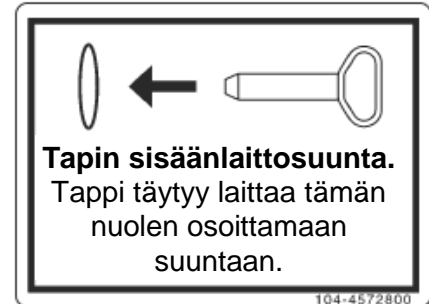 Tapin sisäänlaittosuunta.
Tappi täytyy laittaa tämän
nuolen osoittamaan
suuntaan.
104-4572800